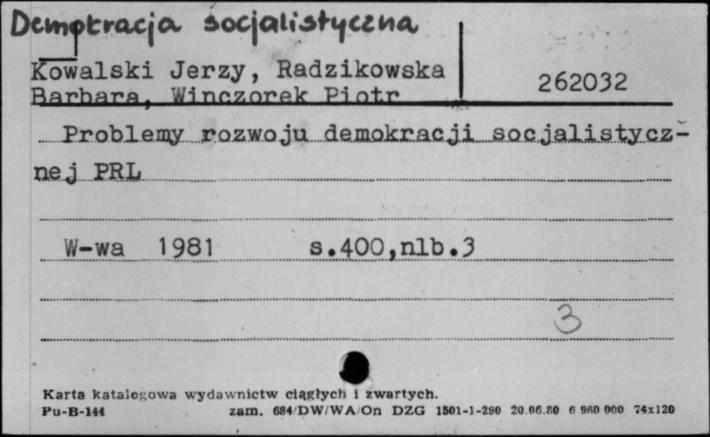 Demokracja socjalistyczna
Kowalski Jerzy, Radzikowska
Barbara, Winczorek Piotr
262032
Problemy rozwoju demokracji socjalistycz-
nej PRL
W-wa 1981 s.400,nlb.3
3
Karta katalogowa wydawnictw ciągłych i zwartych.
Pu-B-144 zam. 684/DW/WA/On DZG 1501-1-290 20.06.80 6 960 000 74x120